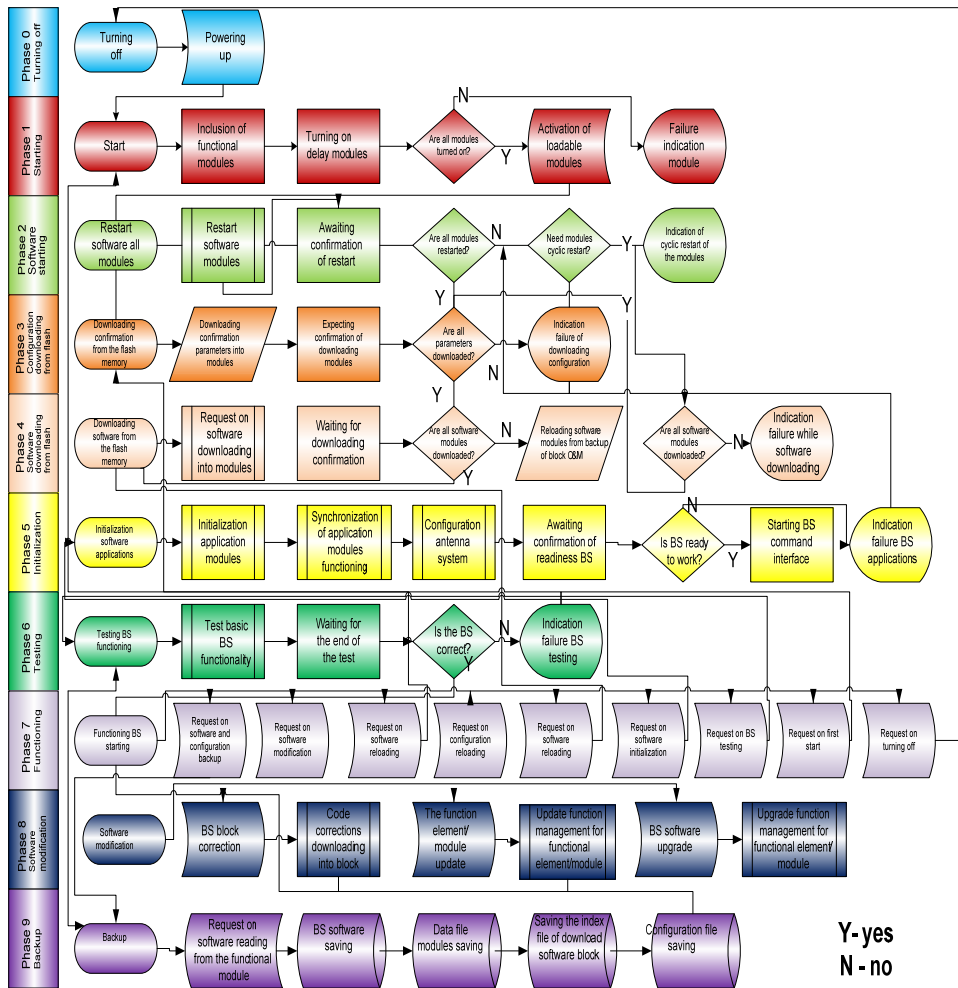 Phase 0
Turning off
Turning
off
Powering
up
Phase 1
Starting
Start
Inclusion of
functional
modules
Turning on
delay modules
Are all modules
turned on?
N
Y
Activation of
loadable
modules
Failure
indication
module
Phase 2
Software
starting
Restart
software all
modules
Restart
software
modules
Awaiting
confirmation
of restart
Are all modules
restarted?
N
Y
Need modules
cyclic restart?
Y
Y
Indication of
cyclic restart of
the modules
Phase 3
Configuration
downloading
from flash
Downloading
confirmation
from the flash
memory
Downloading
confirmation
parameters into
modules
Expecting
confirmation of
downloading
modules
Are all
parameters
downloaded?
N
Y
Indication
failure of
downloading
configuration
Phase 4
Software
downloading
from flash
Downloading
software from
the flash
memory
Request on
software
downloading
into modules
Waiting for
downloading
confirmation
Are all software
modules
downloaded?
N
Y
Reloading software
modules from backup
of block O&M
Are all software
modules
downloaded?
N
Indication
failure while
software
downloading
Phase 5
Initialization
Initialization
software
applications
Initialization
application
modules
Synchronization
of application
modules
functioning
Configuration
antenna
system
Awaiting
confirmation of
readiness BS
Is BS ready
to work?
N
Y
Starting BS
command
interface
Indication
failure BS
applications
Phase 6
Testing
Testing BS
functioning
Test basic
BS
functionality
Waiting for
the end of
the test
Is the BS
correct?
N
Y
Indication
failure BS
testing
Phase 7
Functioning
Functioning BS
starting
Request on
software and
configuration
backup
Request on
software
modification
Request on
software
reloading
Request on
configuration
reloading
Request on
software
reloading
Request on
software
initialization
Request on BS
testing
Request on first
start
Request on
turning off
Phase 8
Software
modification
Software
modification
BS block
correction
Code
corrections
downloading
into block
The function
element/
module
update
Update function
management for
functional
element/module
BS software
upgrade
Upgrade function
management for
functional element/
module
Phase 9
Backup
Backup
Request on
software reading
from the functional
module
BS software
saving
Data file
modules saving
Saving the index
file of download
software block
Configuration file
saving
Y- yes
N - no